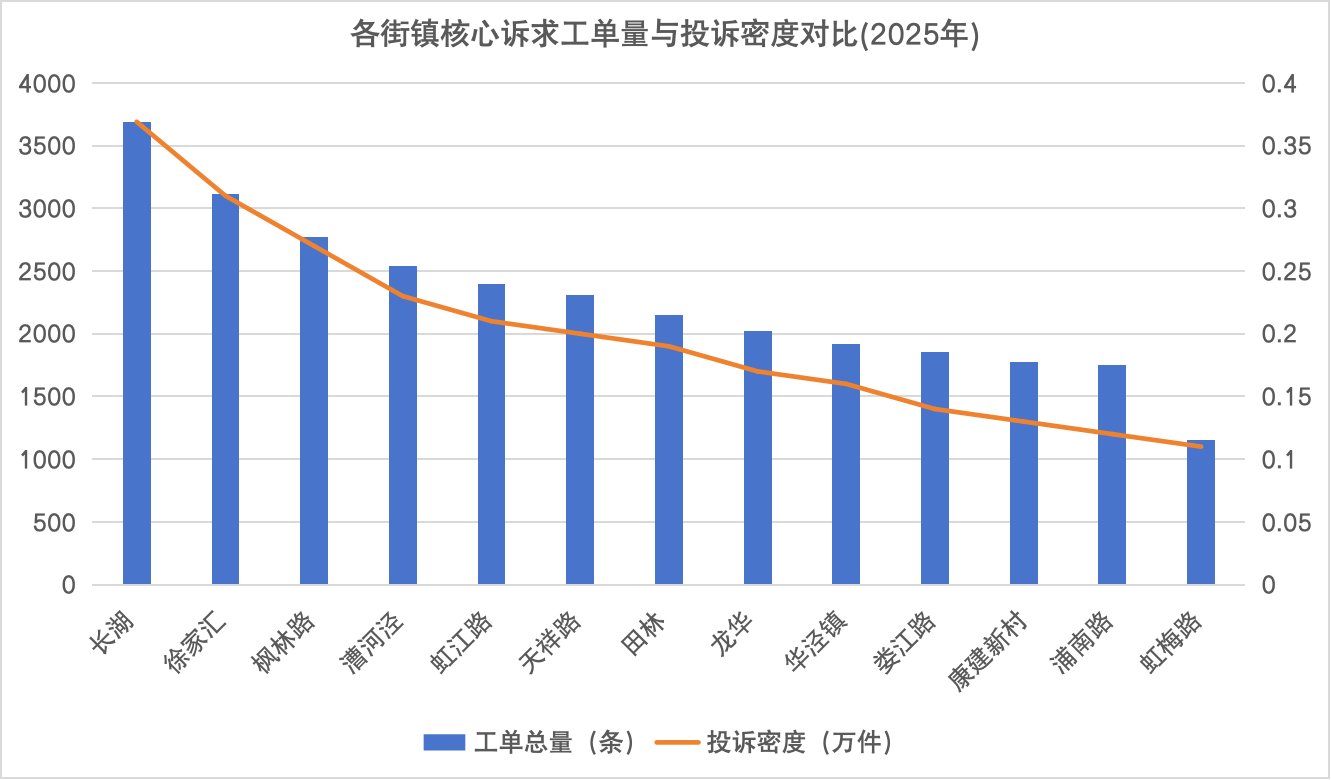 各街镇核心诉求工单量与投诉密度对比(2025年)
4000
3500
3000
2500
2000
1500
1000
500
0
0.4
0.35
0.3
0.25
0.2
0.15
0.1
0.05
0
长湖
徐家汇
枫林路
漕河泾
虹江路
天祥路
田林
龙华
华泾镇
娄江路
康建新村
浦南路
虹梅路
工单总量（条）
投诉密度（万件）